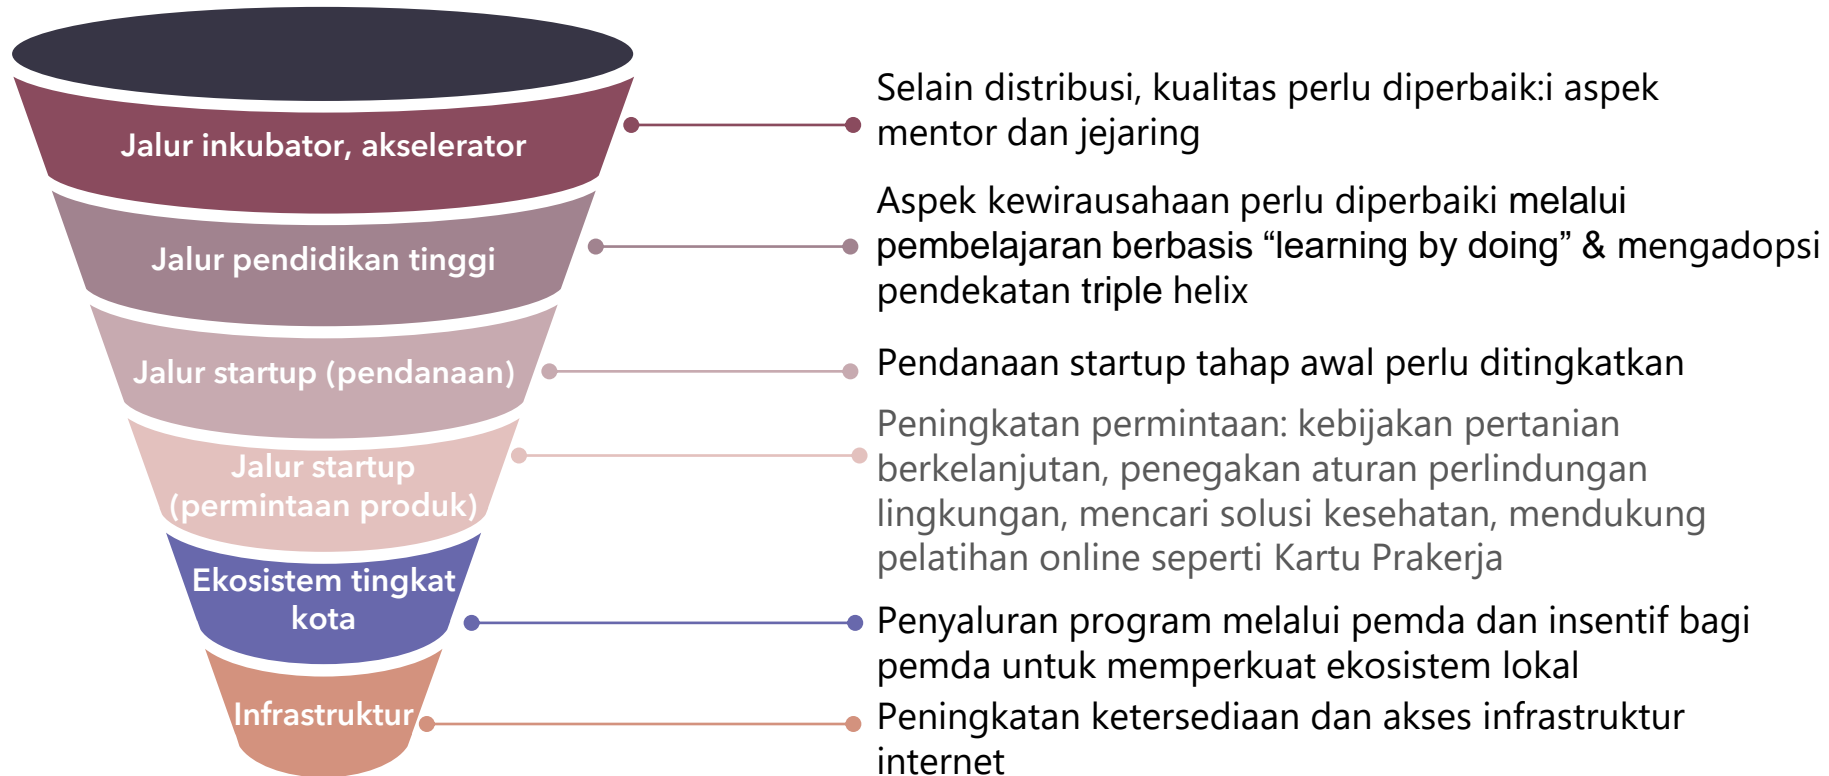 Jalur inkubator, akselerator
Selain distribusi, kualitas perlu diperbaik:i aspek
mentor dan jejaring
Jalur pendidikan tinggi
Aspek kewirausahaan perlu diperbaiki melalui
pembelajaran berbasis “learning by doing” & mengadopsi
pendekatan triple helix
Jalur startup (pendanaan)
Pendanaan startup tahap awal perlu ditingkatkan
Jalur startup
(permintaan produk)
Peningkatan permintaan: kebijakan pertanian
berkelanjutan, penegakan aturan perlindungan
lingkungan, mencari solusi kesehatan, mendukung
pelatihan online seperti Kartu Prakerja
Ekosistem tingkat
kota
Penyaluran program melalui pemda dan insentif bagi
pemda untuk memperkuat ekosistem lokal
Infrastruktur
Peningkatan ketersediaan dan akses infrastruktur
internet